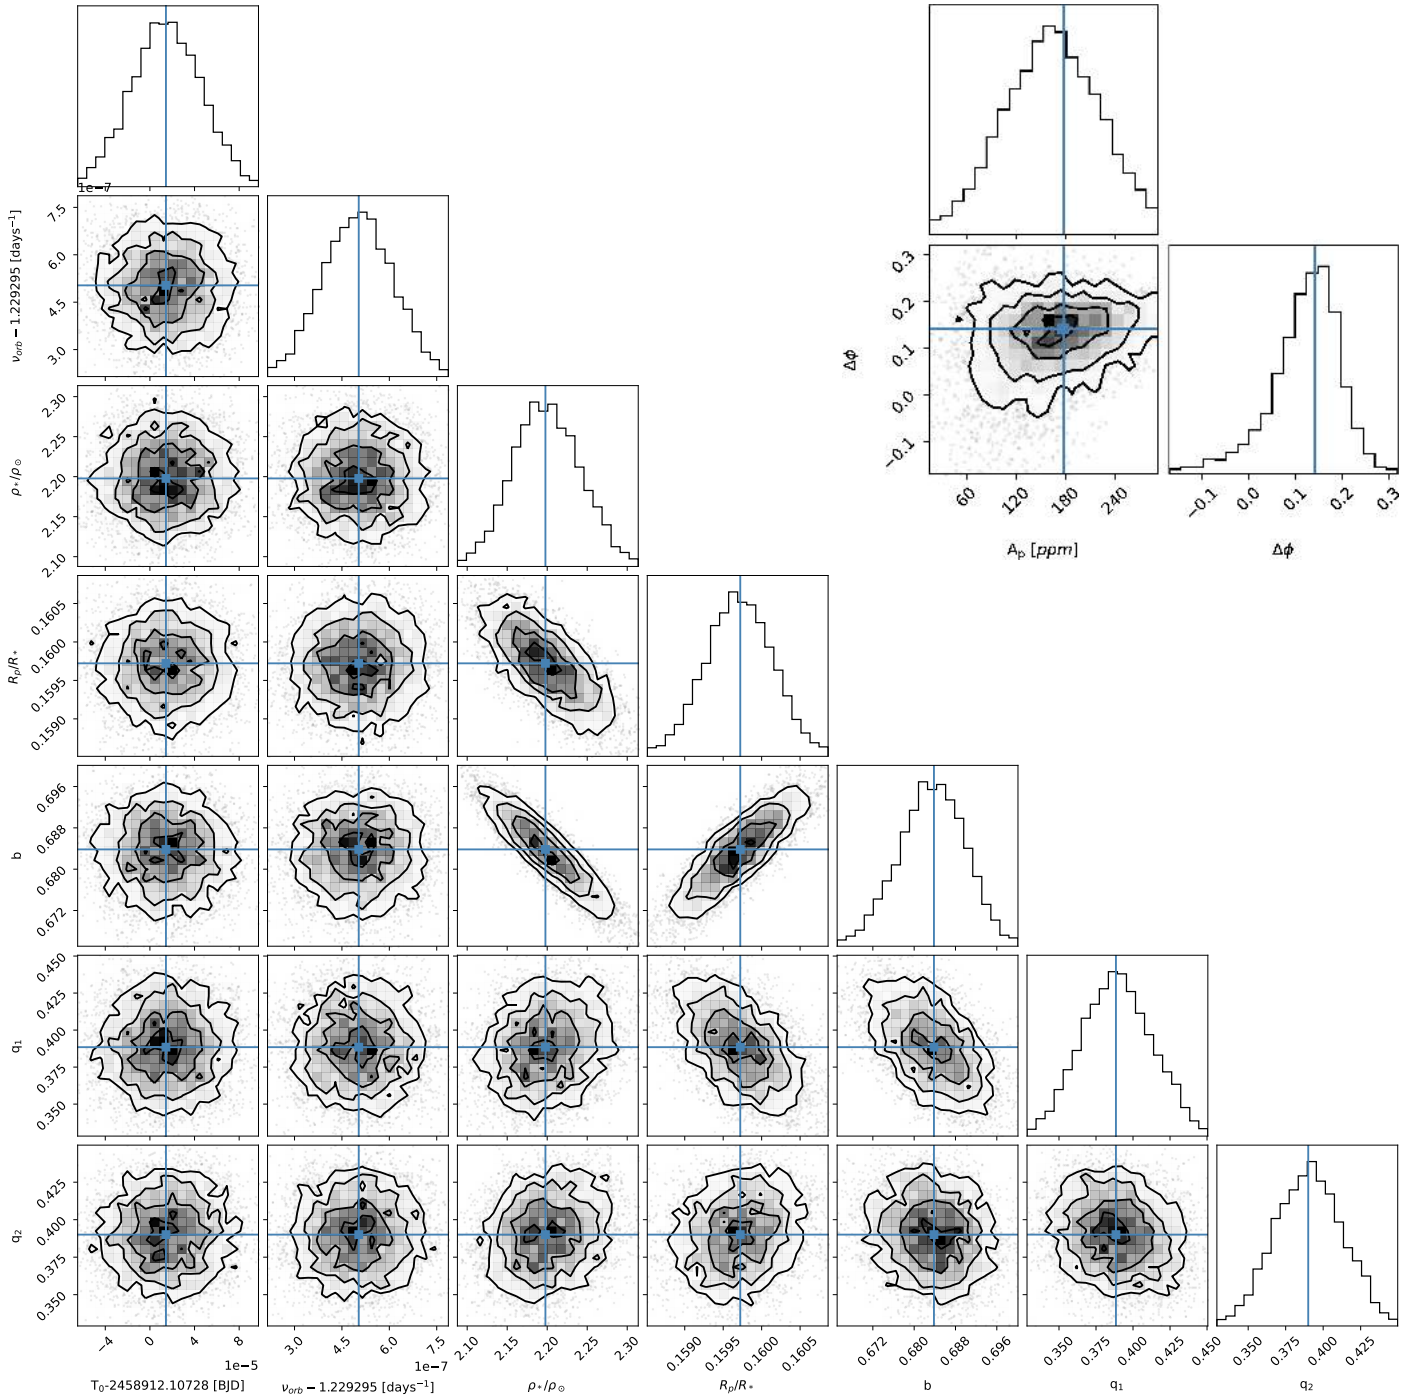 1e−7
7.5
6.0
4.5
3.0
ν_orb − 1.229295 [days⁻¹]
2.30
2.25
2.20
2.15
2.10
ρ*/ρ⊙
0.1605
0.1600
0.1595
0.1590
R_p/R*
0.696
0.688
0.680
0.672
b
0.450
0.425
0.400
0.375
0.350
q₁
0.425
0.400
0.375
0.350
q₂
−4 0 4 8
1e−5
T₀-2458912.10728 [BJD]
3.0 4.5 6.0 7.5
1e−7
ν_orb − 1.229295 [days⁻¹]
2.10 2.15 2.20 2.25 2.30
ρ*/ρ⊙
0.1590 0.1595 0.1600 0.1605
R_p/R*
0.672 0.680 0.688 0.696
b
0.350 0.375 0.400 0.425 0.450
q₁
0.350 0.375 0.400 0.425
q₂
0.3
0.2
0.1
0.0
−0.1
Δϕ
60 120 180 240
A_p [ppm]
−0.1 0.0 0.1 0.2 0.3
Δϕ